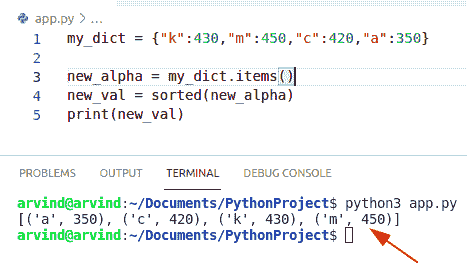 app.py > ...
1 my_dict = {"k":430,"m":450,"c":420,"a":350}
2
3 new_alpha = my_dict.items()
4 new_val = sorted(new_alpha)
5 print(new_val)
PROBLEMS OUTPUT TERMINAL DEBUG CONSOLE
arvind@arvind:~/Documents/PythonProject$ python3 app.py
[('a', 350), ('c', 420), ('k', 430), ('m', 450)]
arvind@arvind:~/Documents/PythonProject$